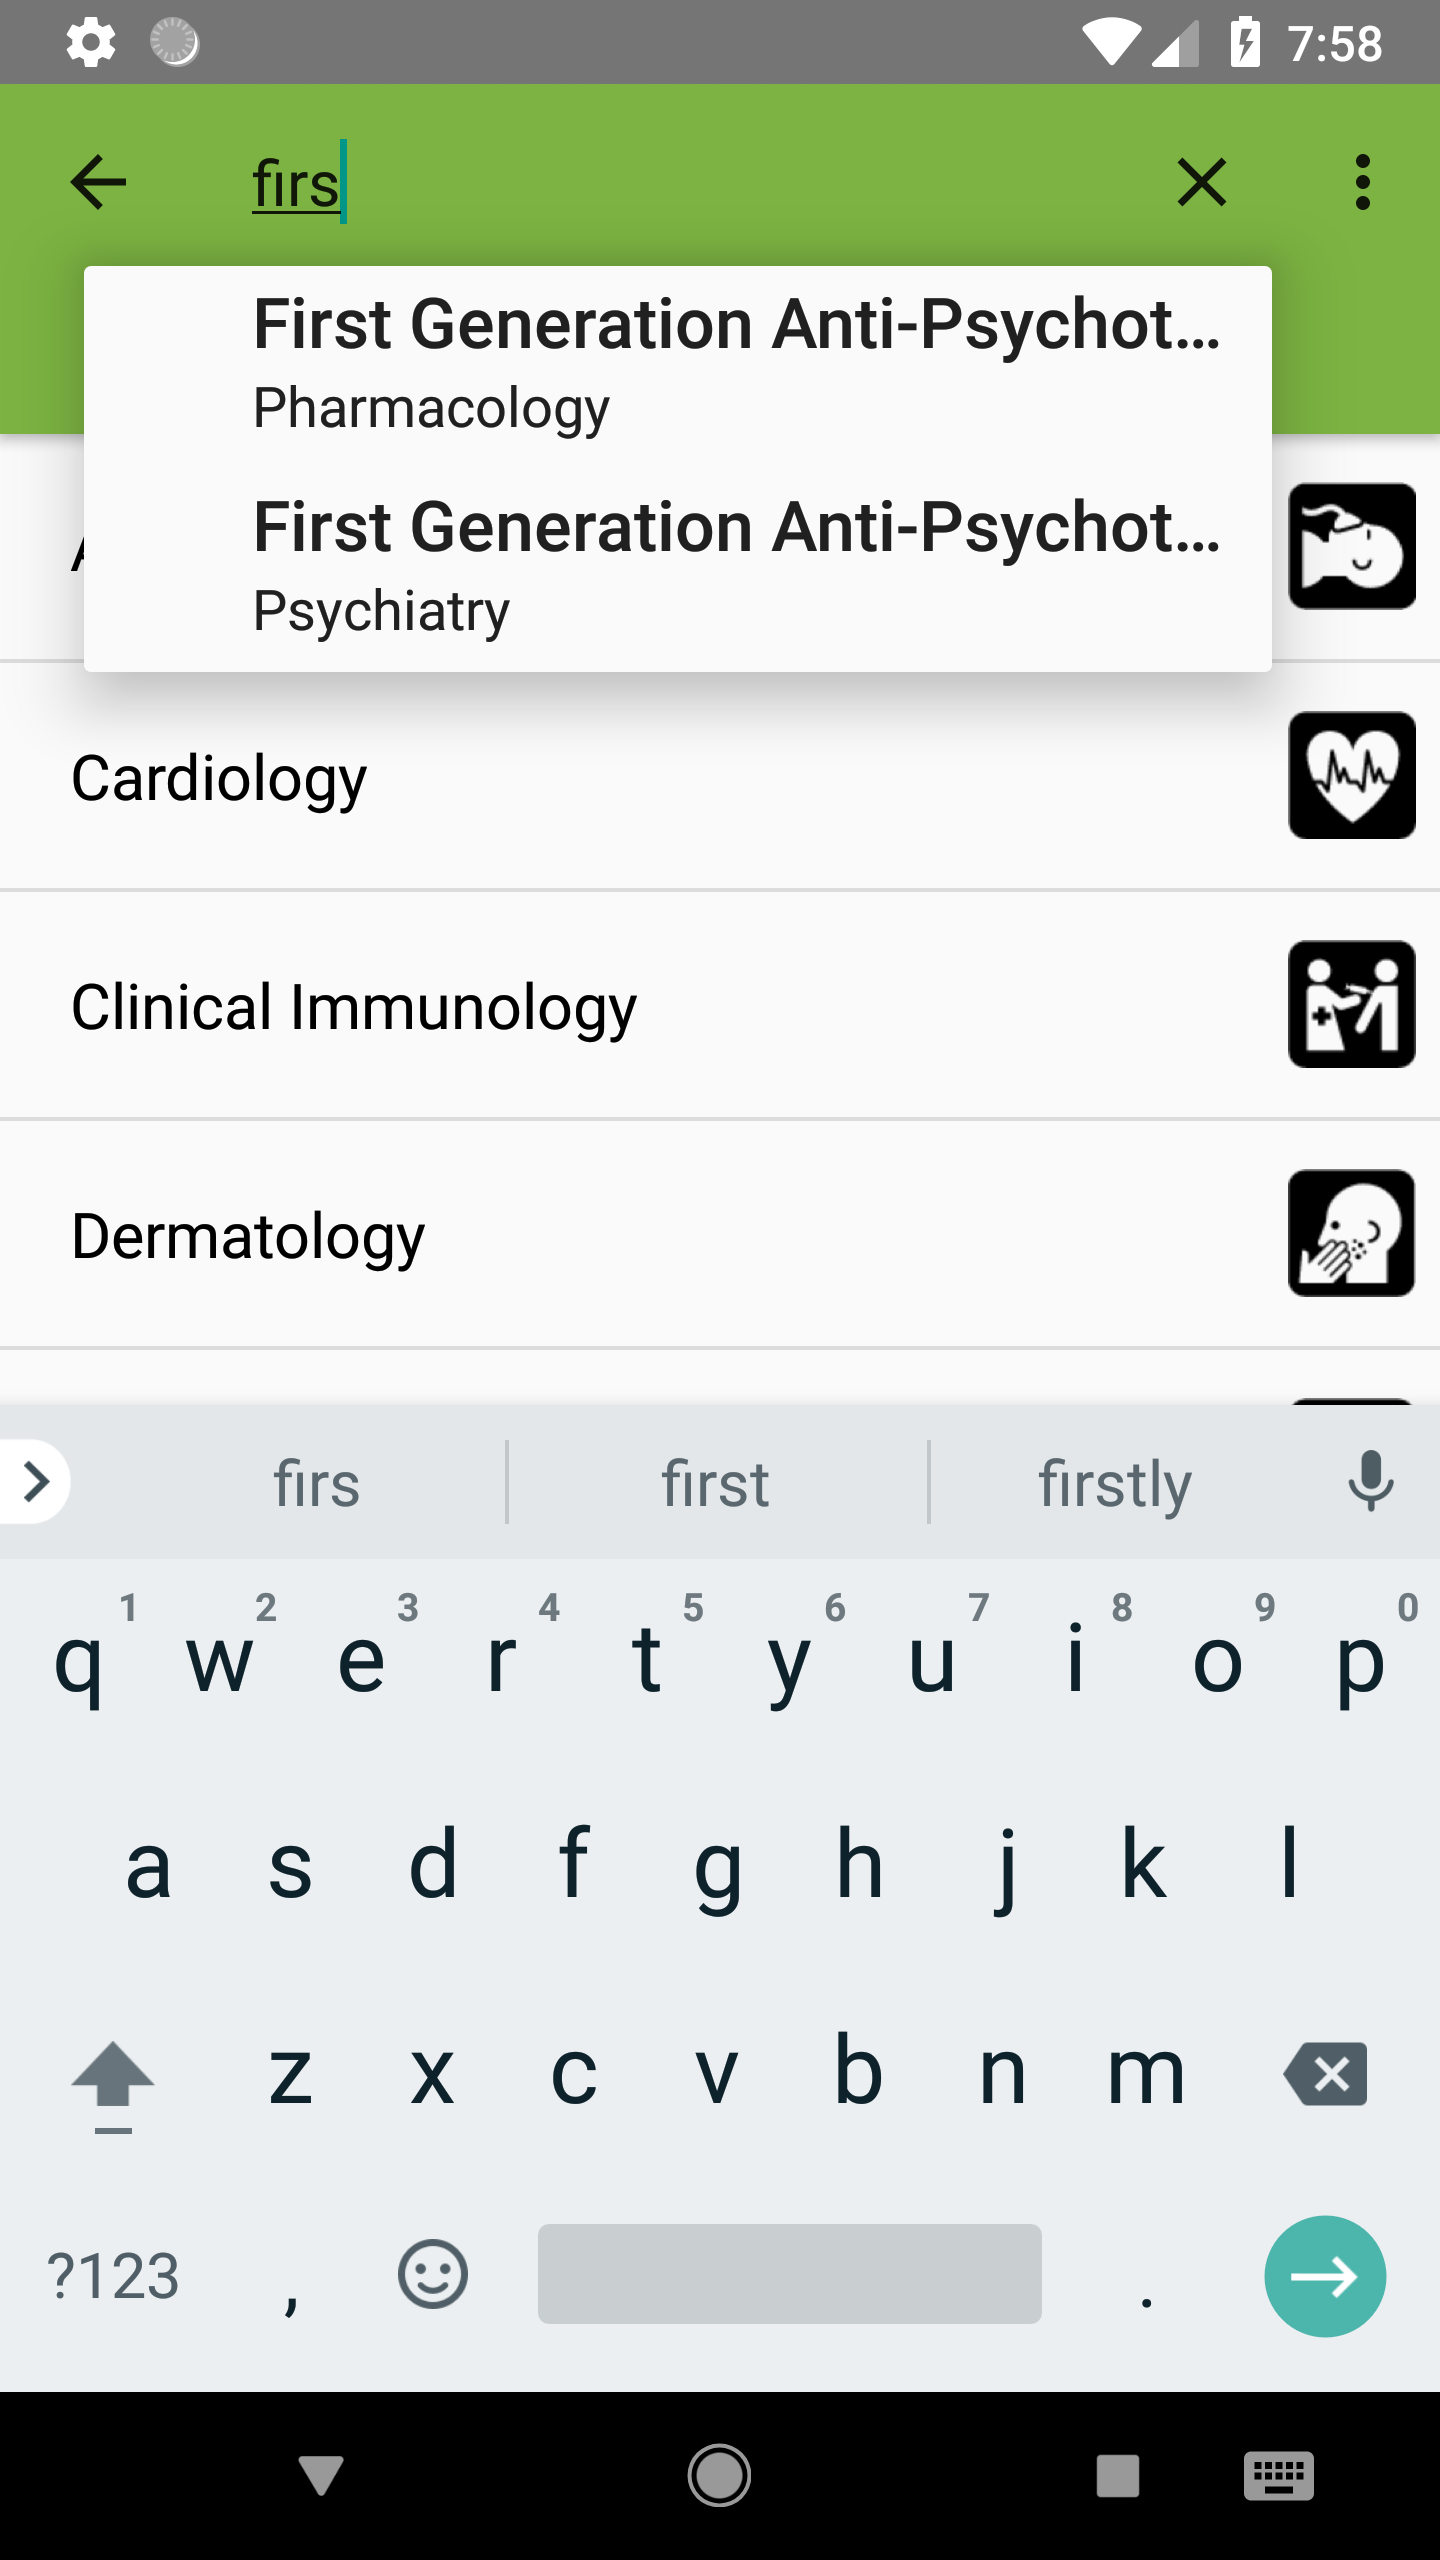 7:58
firs
First Generation Anti-Psychot...
Pharmacology
First Generation Anti-Psychot...
Psychiatry
Cardiology
Clinical Immunology
Dermatology
firs first firstly
1 2 3 4 5 6 7 8 9 0
q w e r t y u i o p
a s d f g h j k l
z x c v b n m
?123 , .